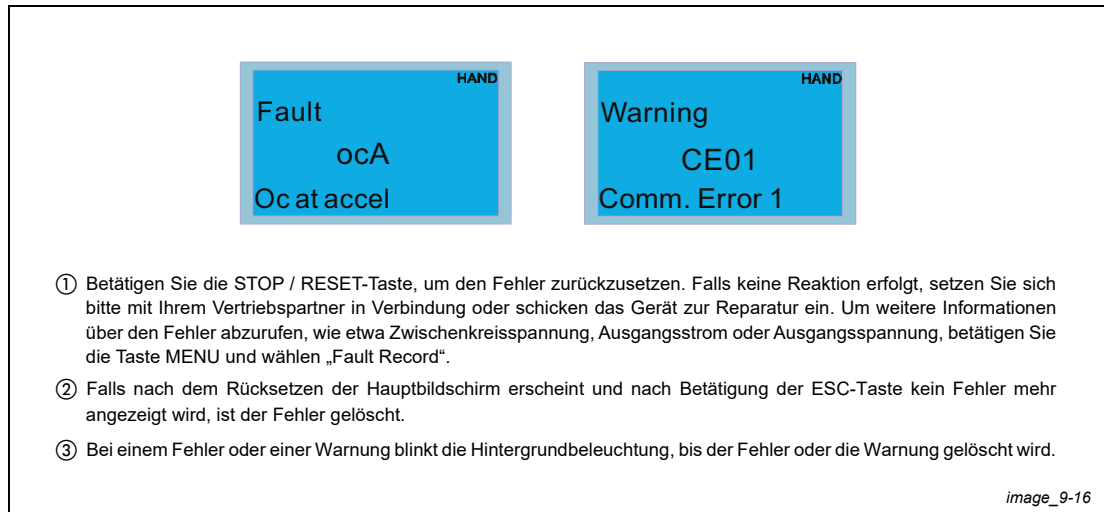 HAND
Fault
ocA
Oc at accel
HAND
Warning
CE01
Comm. Error 1
① Betätigen Sie die STOP / RESET-Taste, um den Fehler zurückzusetzen. Falls keine Reaktion erfolgt, setzen Sie sich
bitte mit Ihrem Vertriebspartner in Verbindung oder schicken das Gerät zur Reparatur ein. Um weitere Informationen
über den Fehler abzurufen, wie etwa Zwischenkreisspannung, Ausgangsstrom oder Ausgangsspannung, betätigen Sie
die Taste MENU und wählen „Fault Record“.
② Falls nach dem Rücksetzen der Hauptbildschirm erscheint und nach Betätigung der ESC-Taste kein Fehler mehr
angezeigt wird, ist der Fehler gelöscht.
③ Bei einem Fehler oder einer Warnung blinkt die Hintergrundbeleuchtung, bis der Fehler oder die Warnung gelöscht wird.
image_9-16